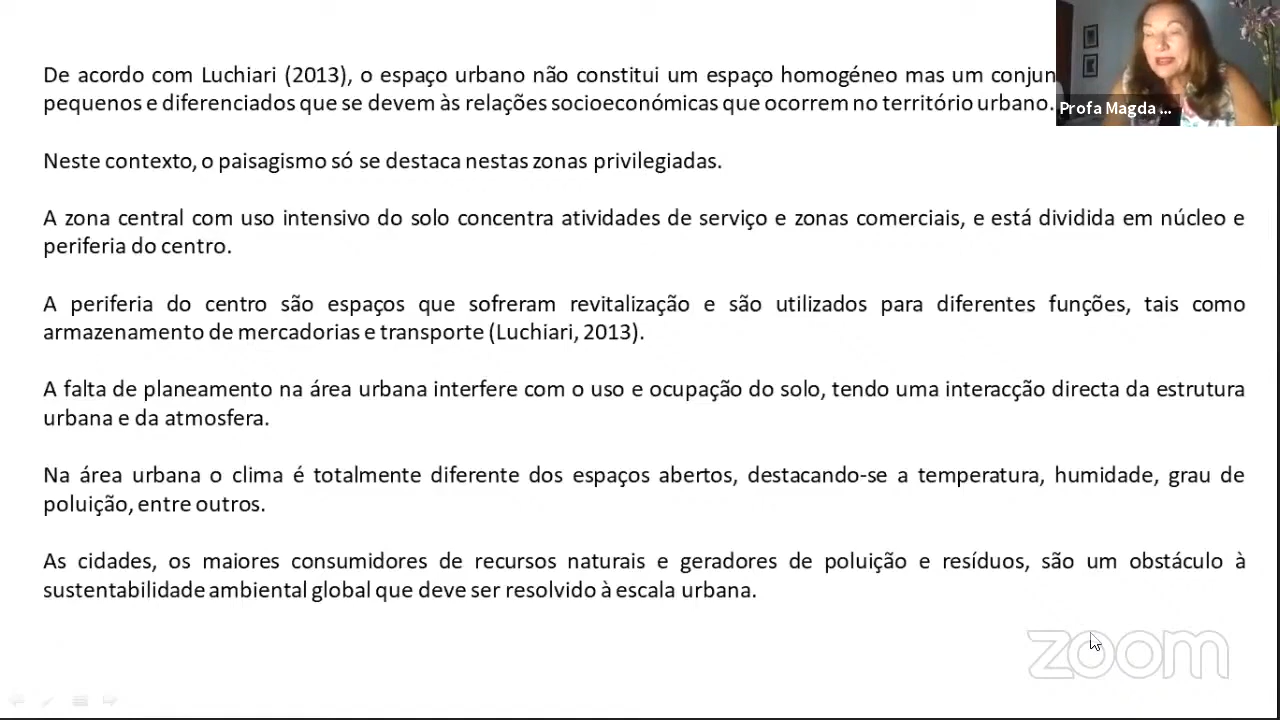 De acordo com Luchiari (2013), o espaço urbano não constitui um espaço homogéneo mas um
pequenos e diferenciados que se devem às relações socioeconómicas que ocorrem no território urbano.
Profa Magda ...
Neste contexto, o paisagismo só se destaca nestas zonas privilegiadas.
A zona central com uso intensivo do solo concentra atividades de serviço e zonas comerciais, e está dividida em núcleo e
periferia do centro.
A periferia do centro são espaços que sofreram revitalização e são utilizados para diferentes funções, tais como
armazenamento de mercadorias e transporte (Luchiari, 2013).
A falta de planeamento na área urbana interfere com o uso e ocupação do solo, tendo uma interacção directa da estrutura
urbana e da atmosfera.
Na área urbana o clima é totalmente diferente dos espaços abertos, destacando-se a temperatura, humidade, grau de
poluição, entre outros.
As cidades, os maiores consumidores de recursos naturais e geradores de poluição e resíduos, são um obstáculo à
sustentabilidade ambiental global que deve ser resolvido à escala urbana.
zoom